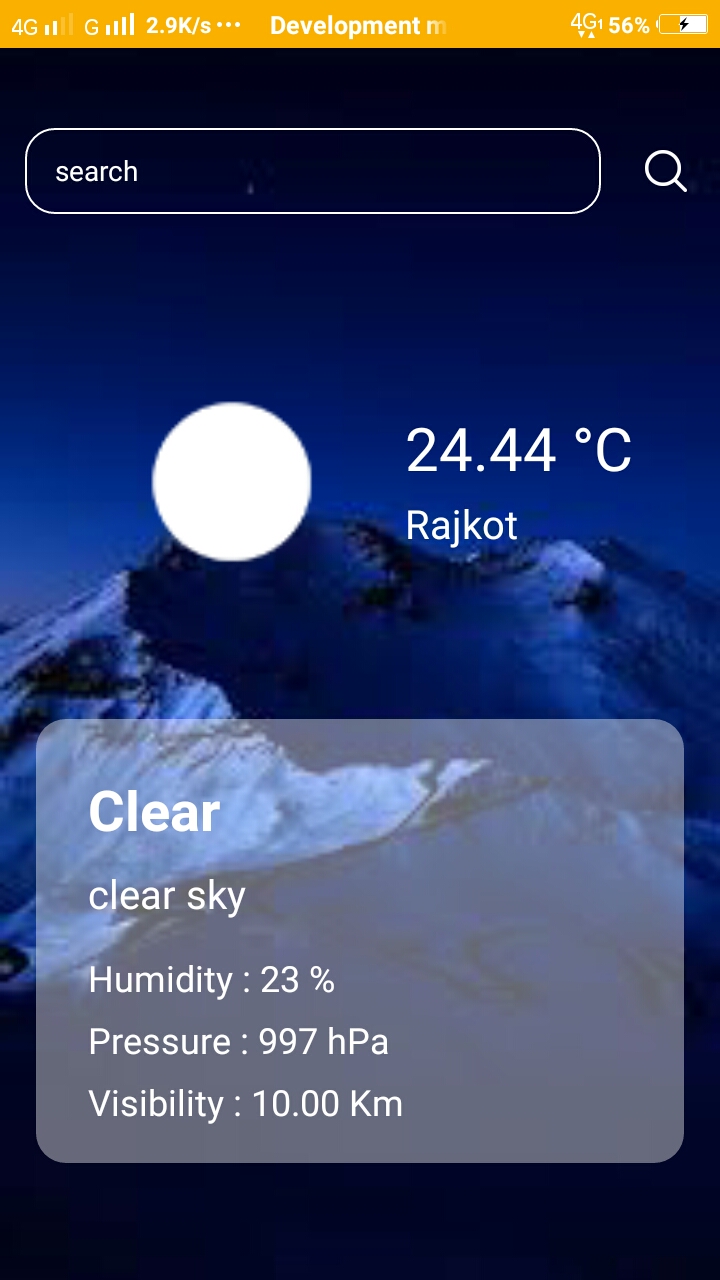 4G G 2.9K/s ··· Development m 4G1 56%
search
24.44 °C
Rajkot
Clear
clear sky
Humidity : 23 %
Pressure : 997 hPa
Visibility : 10.00 Km